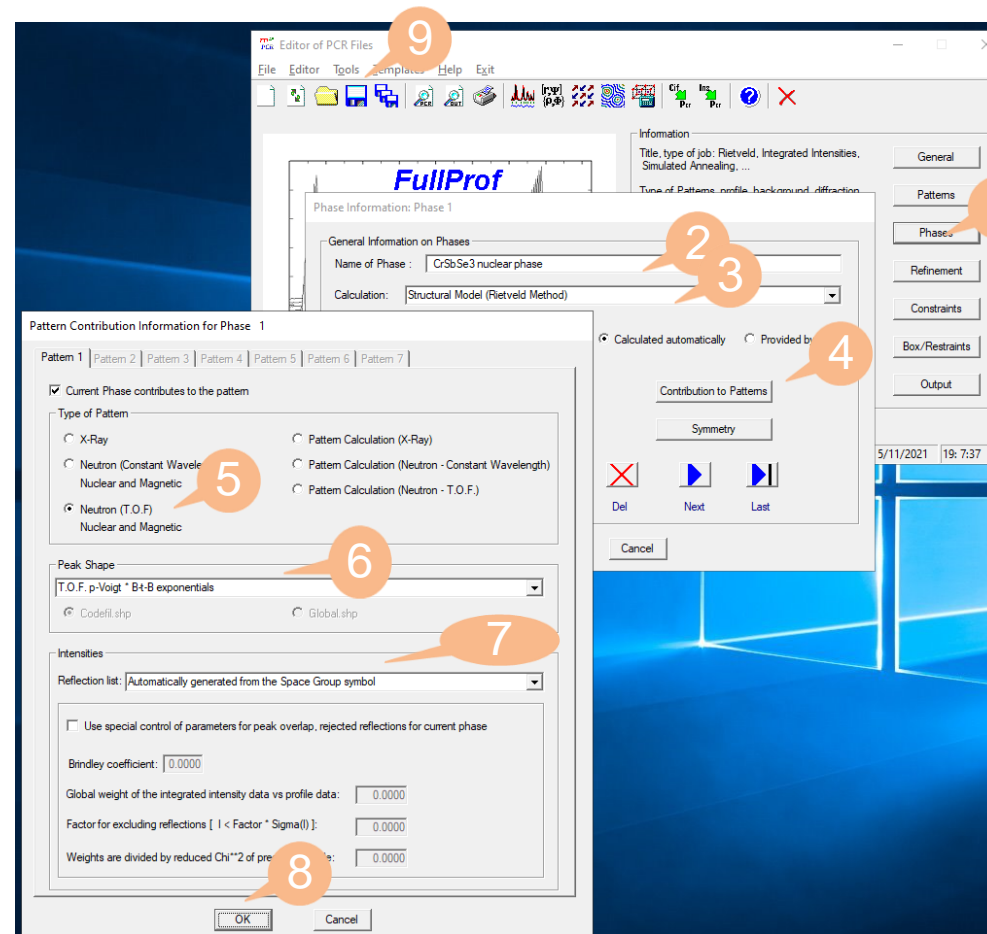 Editor of PCR Files
9
File Editor Tools Templates Help Exit
Information
Title, type of job: Rietveld, Integrated Intensities,
Simulated Annealing, ...
General
FullProf
Type of Patterns, profile, background, diffraction
Patterns
Phase Information: Phase 1
General Information on Phases
Phases
Name of Phase : CrSbSe3 nuclear phase
2
3
Refinement
Calculation: Structural Model (Rietveld Method)
Constraints
Pattern Contribution Information for Phase 1
Calculated automatically
Provided by
4
Box/Restraints
Pattern 1 Pattern 2 Pattern 3 Pattern 4 Pattern 5 Pattern 6 Pattern 7
Current Phase contributes to the pattern
Contribution to Patterns
Output
Type of Pattern
Symmetry
X-Ray
Pattern Calculation (X-Ray)
5/11/2021 19: 7:37
Neutron (Constant
Nuclear and Magnetic
Pattern Calculation (Neutron - Constant Wavelength)
5
Pattern Calculation (Neutron - T.O.F.)
Neutron (T.O.F)
Nuclear and Magnetic
Del Next Last
Cancel
Peak Shape
6
T.O.F. p-Voigt * B-t-B exponentials
Codefil.shp
Global.shp
7
Intensities
Reflection list: Automatically generated from the Space Group symbol
Use special control of parameters for peak overlap, rejected reflections for current phase
Brindley coefficient: 0.0000
Global weight of the integrated intensity data vs profile data: 0.0000
Factor for excluding reflections [ I < Factor * Sigma(I) ]: 0.0000
Weights are divided by reduced Chi**2 of 0.0000
8
OK
Cancel